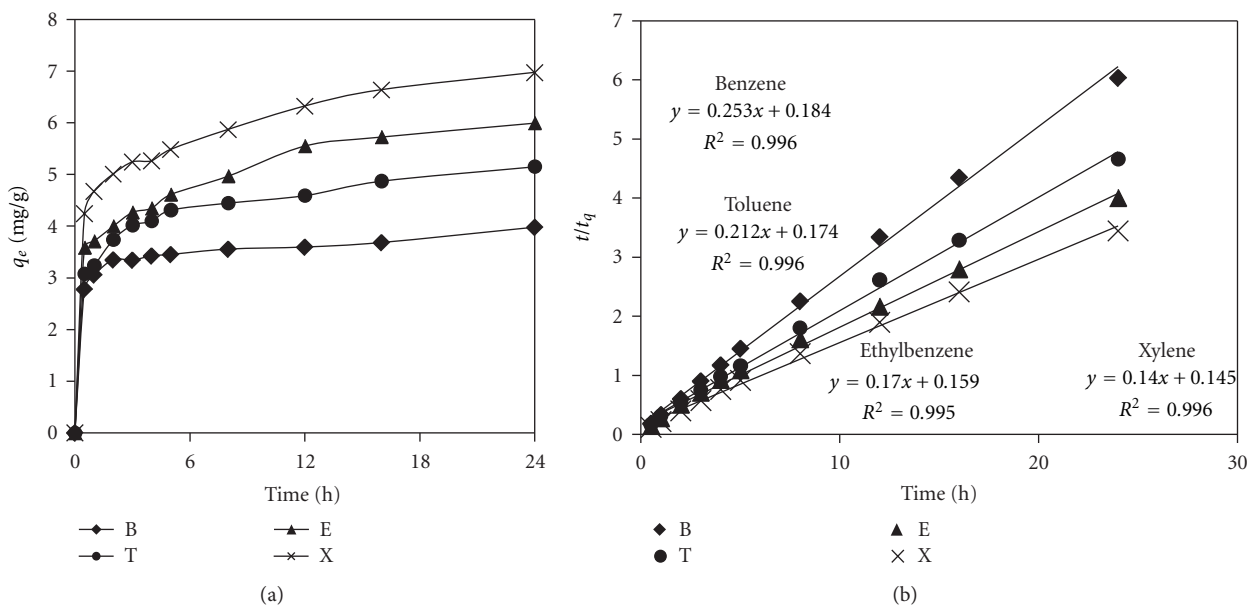 8
7
6
5
4
3
2
1
0
q_e (mg/g)
0 6 12 18 24
Time (h)
B E
T X
(a)
7
6
5
4
3
2
1
0
t/t_q
Benzene
y = 0.253x + 0.184
R² = 0.996
Toluene
y = 0.212x + 0.174
R² = 0.996
Ethylbenzene
y = 0.17x + 0.159
R² = 0.995
Xylene
y = 0.14x + 0.145
R² = 0.996
0 10 20 30
Time (h)
B E
T X
(b)